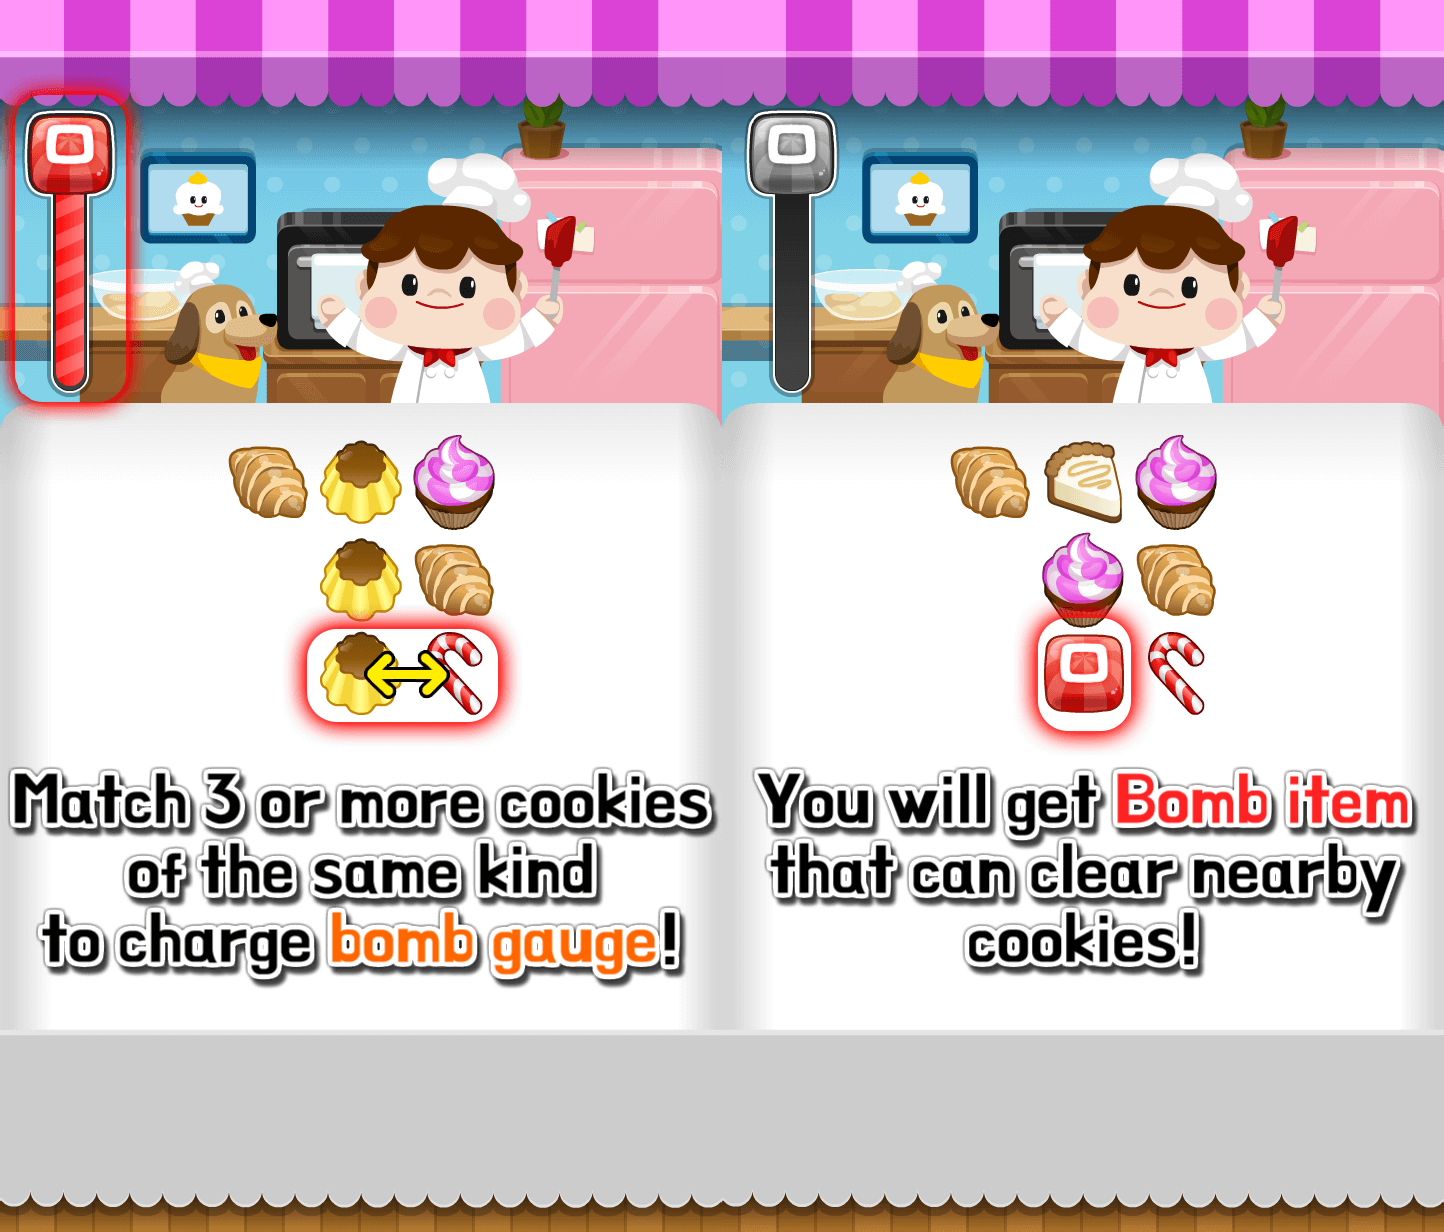 Match 3 or more cookies
of the same kind
to charge bomb gauge!
You will get Bomb item
that can clear nearby
cookies!